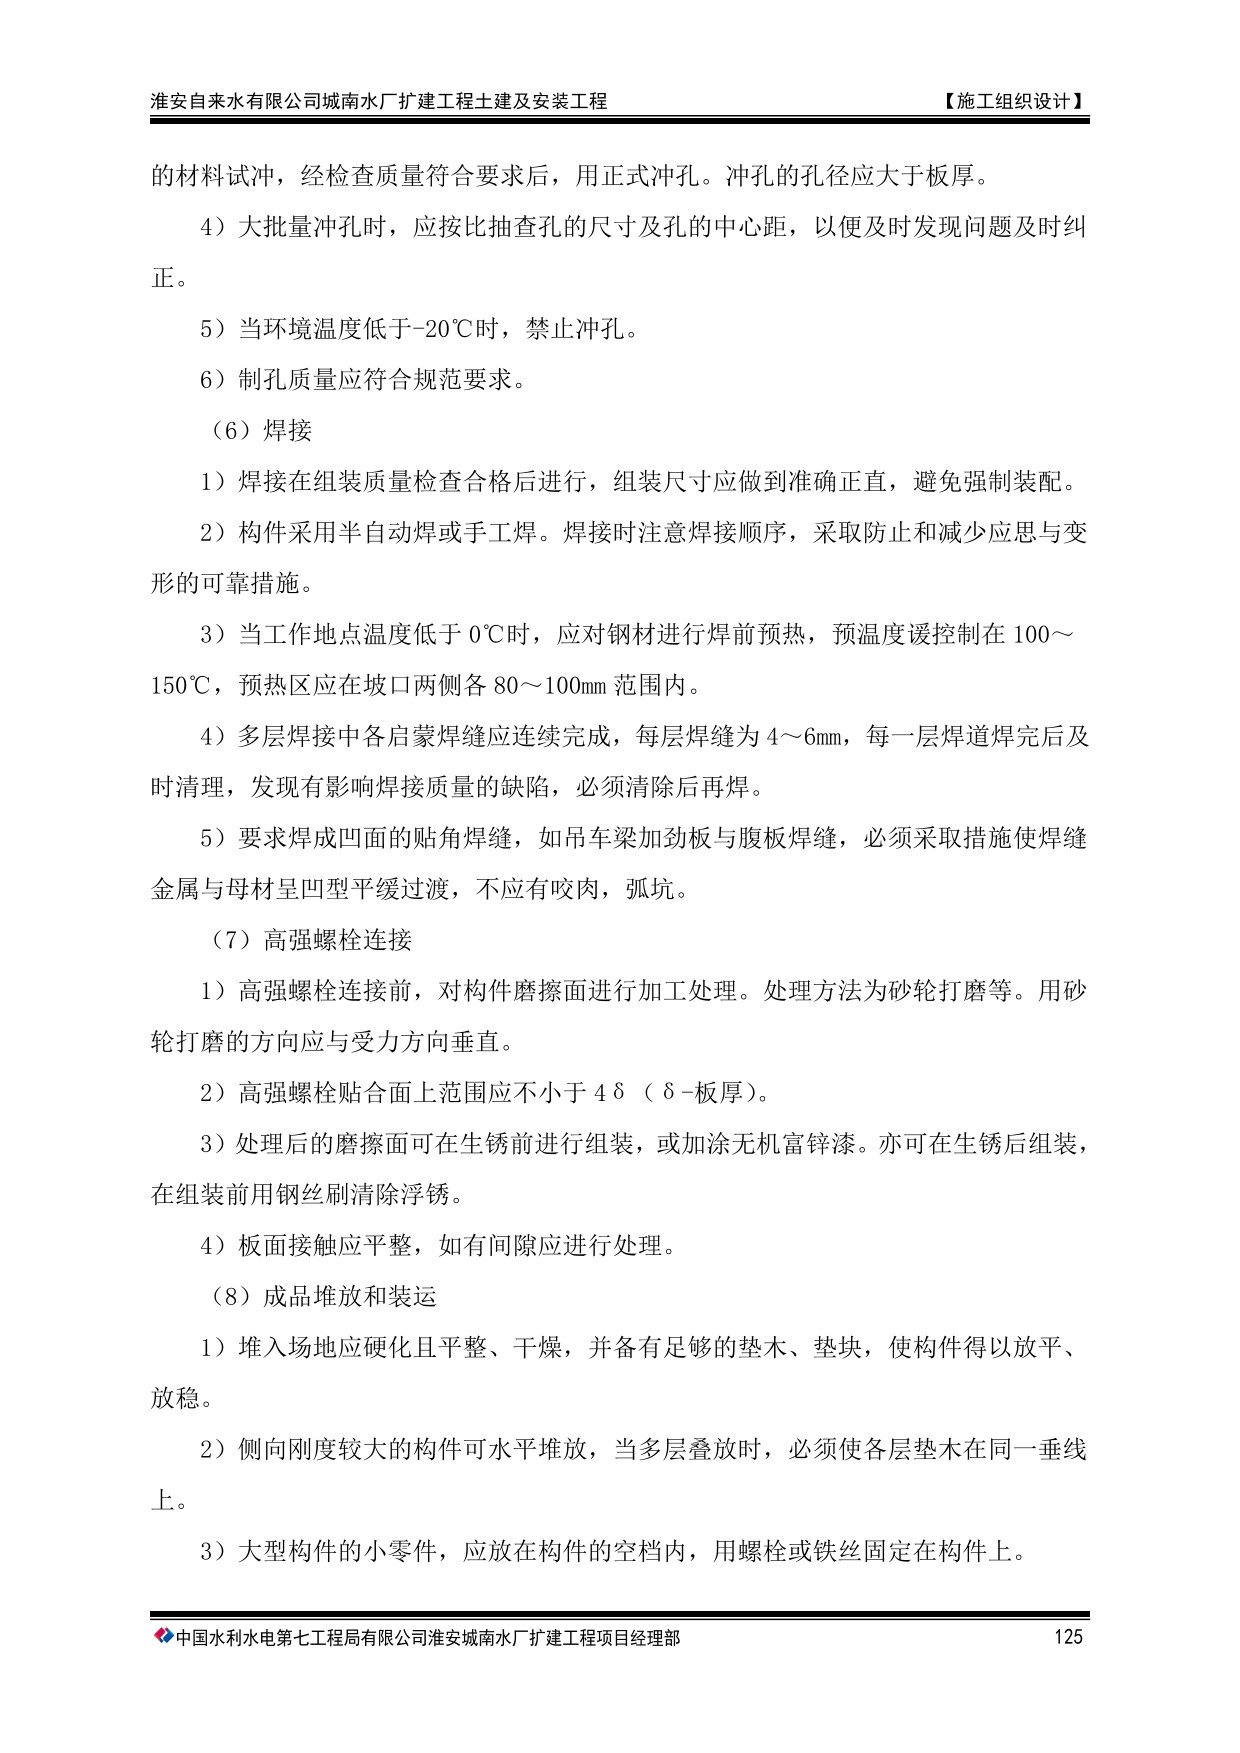 淮安自来水有限公司城南水厂扩建工程土建及安装工程 【施工组织设计】
的材料试冲，经检查质量符合要求后，用正式冲孔。冲孔的孔径应大于板厚。
4）大批量冲孔时，应按比抽查孔的尺寸及孔的中心距，以便及时发现问题及时纠
正。
5）当环境温度低于-20℃时，禁止冲孔。
6）制孔质量应符合规范要求。
（6）焊接
1）焊接在组装质量检查合格后进行，组装尺寸应做到准确正直，避免强制装配。
2）构件采用半自动焊或手工焊。焊接时注意焊接顺序，采取防止和减少应思与变
形的可靠措施。
3）当工作地点温度低于 0℃时，应对钢材进行焊前预热，预温度谖控制在 100～
150℃，预热区应在坡口两侧各 80～100mm 范围内。
4）多层焊接中各启蒙焊缝应连续完成，每层焊缝为 4～6mm，每一层焊道焊完后及
时清理，发现有影响焊接质量的缺陷，必须清除后再焊。
5）要求焊成凹面的贴角焊缝，如吊车梁加劲板与腹板焊缝，必须采取措施使焊缝
金属与母材呈凹型平缓过渡，不应有咬肉，弧坑。
（7）高强螺栓连接
1）高强螺栓连接前，对构件磨擦面进行加工处理。处理方法为砂轮打磨等。用砂
轮打磨的方向应与受力方向垂直。
2）高强螺栓贴合面上范围应不小于 4δ（δ-板厚）。
3）处理后的磨擦面可在生锈前进行组装，或加涂无机富锌漆。亦可在生锈后组装，
在组装前用钢丝刷清除浮锈。
4）板面接触应平整，如有间隙应进行处理。
（8）成品堆放和装运
1）堆入场地应硬化且平整、干燥，并备有足够的垫木、垫块，使构件得以放平、
放稳。
2）侧向刚度较大的构件可水平堆放，当多层叠放时，必须使各层垫木在同一垂线
上。
3）大型构件的小零件，应放在构件的空档内，用螺栓或铁丝固定在构件上。
中国水利水电第七工程局有限公司淮安城南水厂扩建工程项目经理部 125